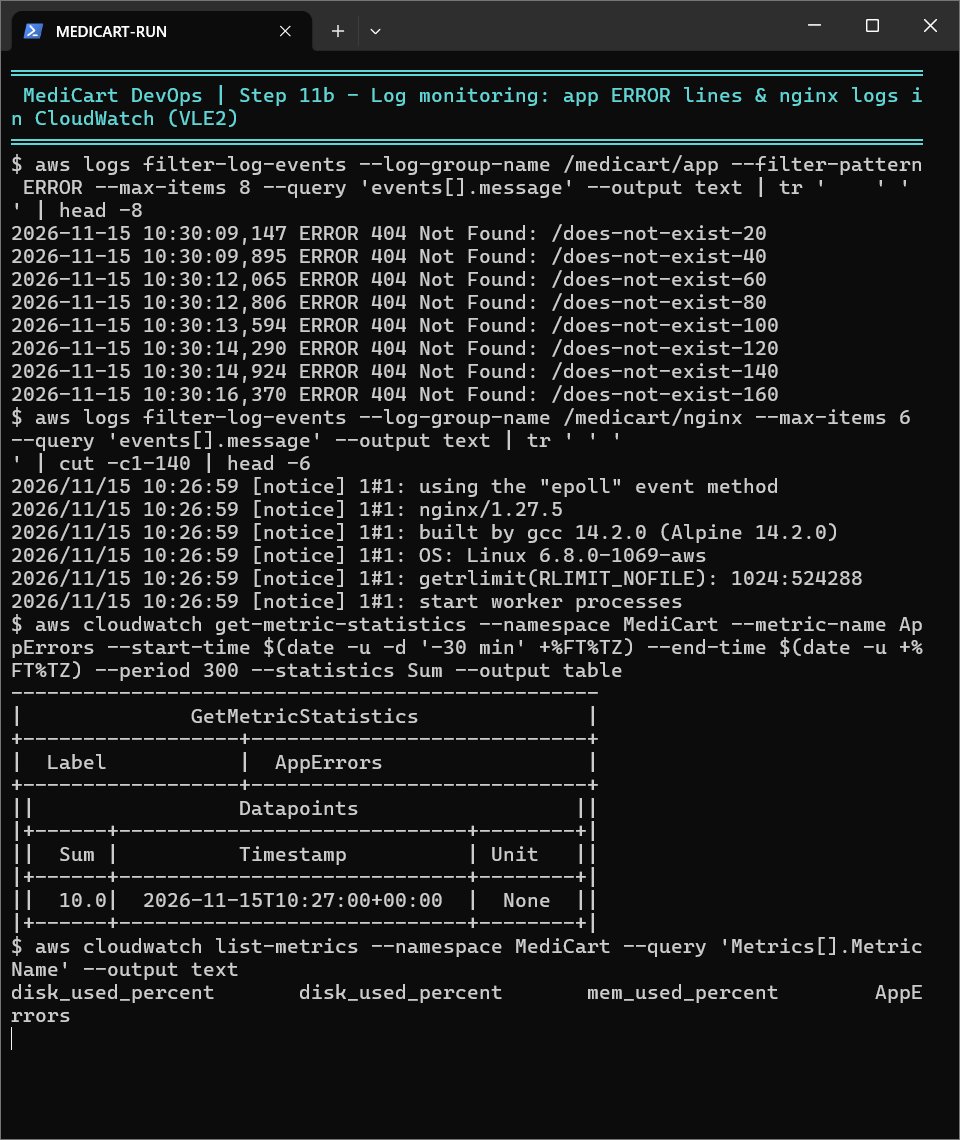 MEDICART-RUN
 MediCart DevOps | Step 11b - Log monitoring: app ERROR lines & nginx logs i
n CloudWatch (VLE2)
$ aws logs filter-log-events --log-group-name /medicart/app --filter-pattern
 ERROR --max-items 8 --query 'events[].message' --output text | tr '    ' '
' | head -8
2026-11-15 10:30:09,147 ERROR 404 Not Found: /does-not-exist-20
2026-11-15 10:30:09,895 ERROR 404 Not Found: /does-not-exist-40
2026-11-15 10:30:12,065 ERROR 404 Not Found: /does-not-exist-60
2026-11-15 10:30:12,806 ERROR 404 Not Found: /does-not-exist-80
2026-11-15 10:30:13,594 ERROR 404 Not Found: /does-not-exist-100
2026-11-15 10:30:14,290 ERROR 404 Not Found: /does-not-exist-120
2026-11-15 10:30:14,924 ERROR 404 Not Found: /does-not-exist-140
2026-11-15 10:30:16,370 ERROR 404 Not Found: /does-not-exist-160
$ aws logs filter-log-events --log-group-name /medicart/nginx --max-items 6
--query 'events[].message' --output text | tr ' ' '
' | cut -c1-140 | head -6
2026/11/15 10:26:59 [notice] 1#1: using the "epoll" event method
2026/11/15 10:26:59 [notice] 1#1: nginx/1.27.5
2026/11/15 10:26:59 [notice] 1#1: built by gcc 14.2.0 (Alpine 14.2.0)
2026/11/15 10:26:59 [notice] 1#1: OS: Linux 6.8.0-1069-aws
2026/11/15 10:26:59 [notice] 1#1: getrlimit(RLIMIT_NOFILE): 1024:524288
2026/11/15 10:26:59 [notice] 1#1: start worker processes
$ aws cloudwatch get-metric-statistics --namespace MediCart --metric-name Ap
pErrors --start-time $(date -u -d '-30 min' +%FT%TZ) --end-time $(date -u +%
FT%TZ) --period 300 --statistics Sum --output table
-------------------------------------------------
|              GetMetricStatistics              |
+------------------+----------------------------+
|  Label           |  AppErrors                 |
+------------------+----------------------------+
||                 Datapoints                  ||
|+------+-----------------------------+--------+|
||  Sum |          Timestamp          | Unit   ||
|+------+-----------------------------+--------+|
||  10.0|  2026-11-15T10:27:00+00:00  |  None  ||
|+------+-----------------------------+--------+|
$ aws cloudwatch list-metrics --namespace MediCart --query 'Metrics[].Metric
Name' --output text
disk_used_percent       disk_used_percent       mem_used_percent        AppE
rrors